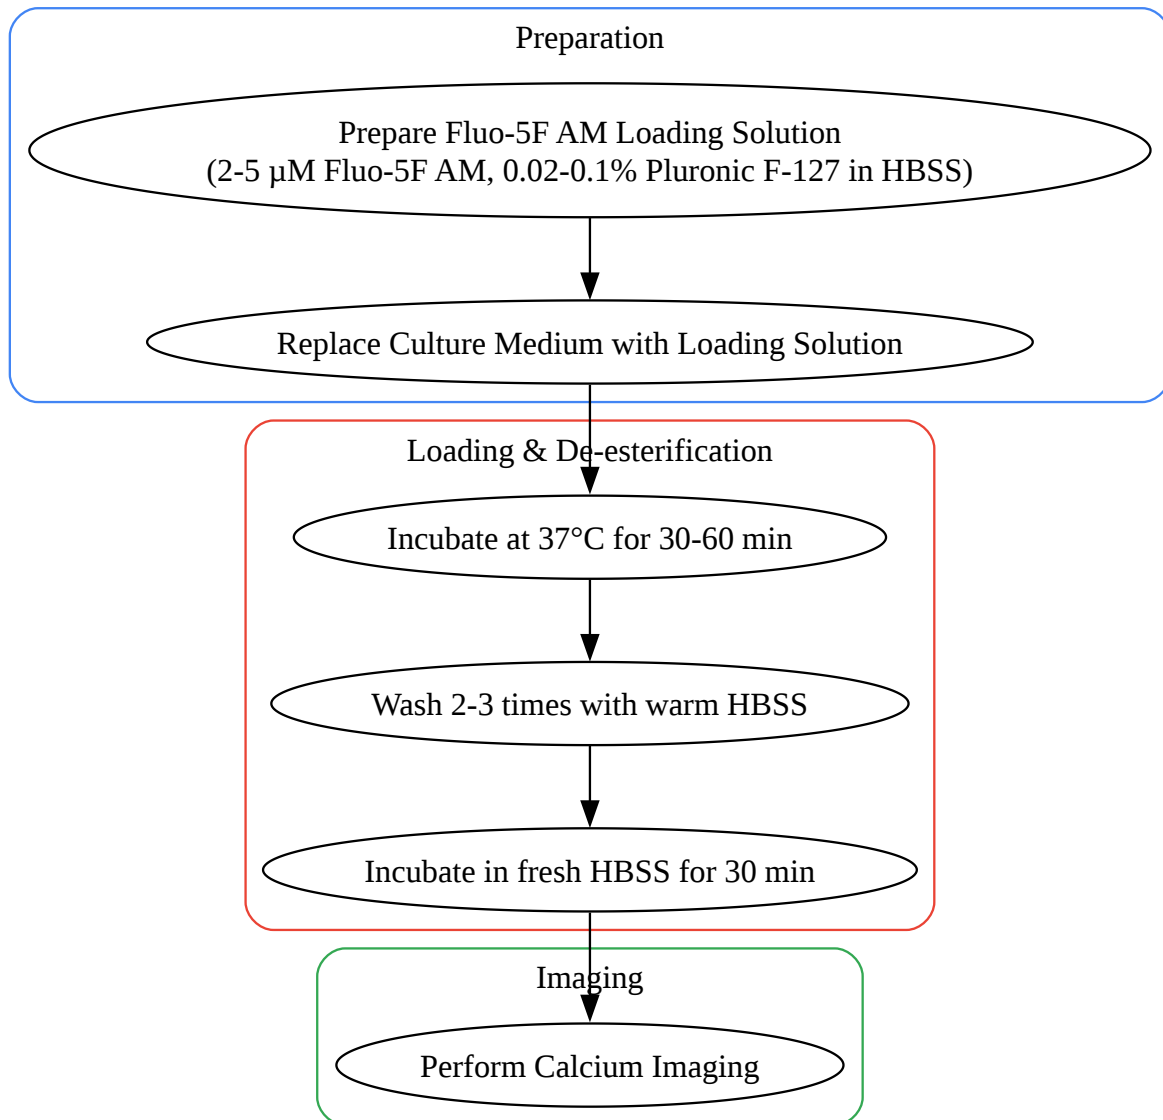 Preparation
Prepare Fluo-5F AM Loading Solution
(2-5 µM Fluo-5F AM, 0.02-0.1% Pluronic F-127 in HBSS)
Replace Culture Medium with Loading Solution
Loading & De-esterification
Incubate at 37°C for 30-60 min
Wash 2-3 times with warm HBSS
Incubate in fresh HBSS for 30 min
Imaging
Perform Calcium Imaging